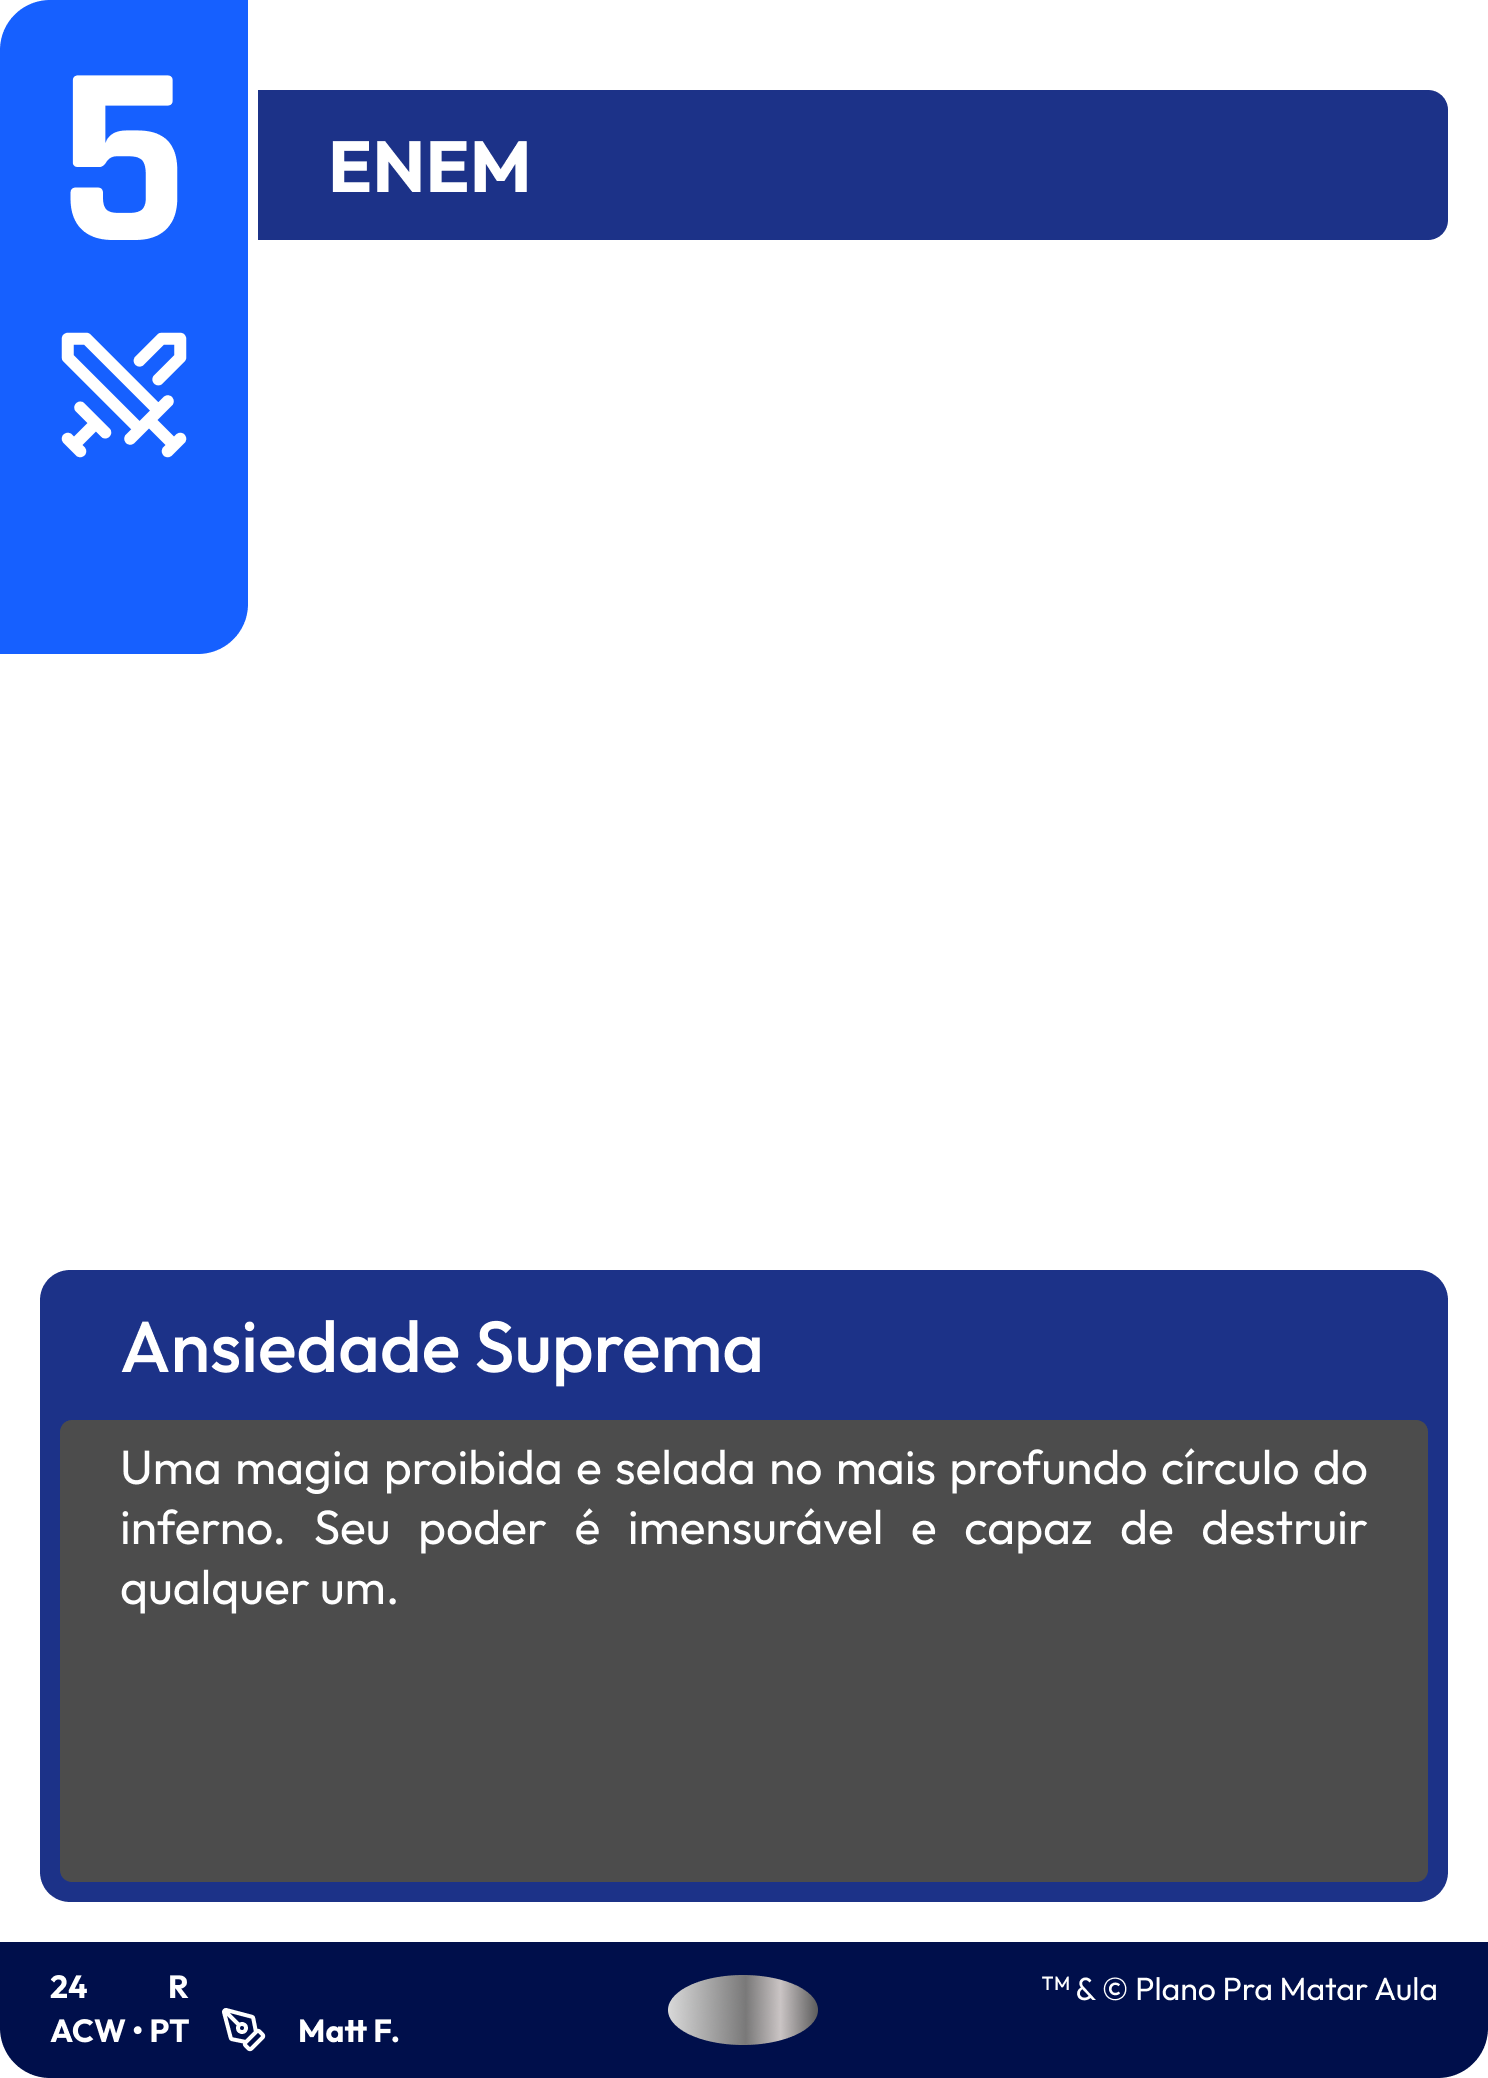 5
ENEM
Ansiedade Suprema
Uma magia proibida e selada no mais profundo círculo do
inferno. Seu poder é imensurável e capaz de destruir
qualquer um.
24 R
ACW • PT Matt F.
™ & © Plano Pra Matar Aula